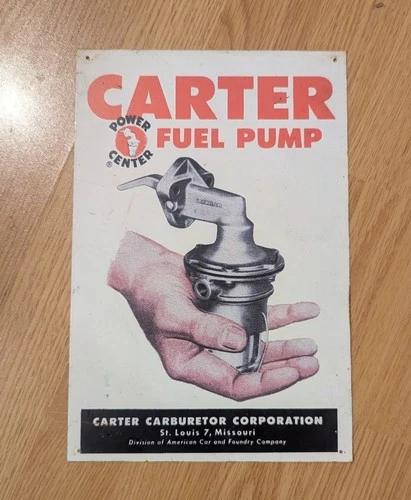 CARTER
POWER
CENTER
®
FUEL PUMP
CARTER
CARTER CARBURETOR CORPORATION
St. Louis 7, Missouri
Division of American Car and Foundry Company